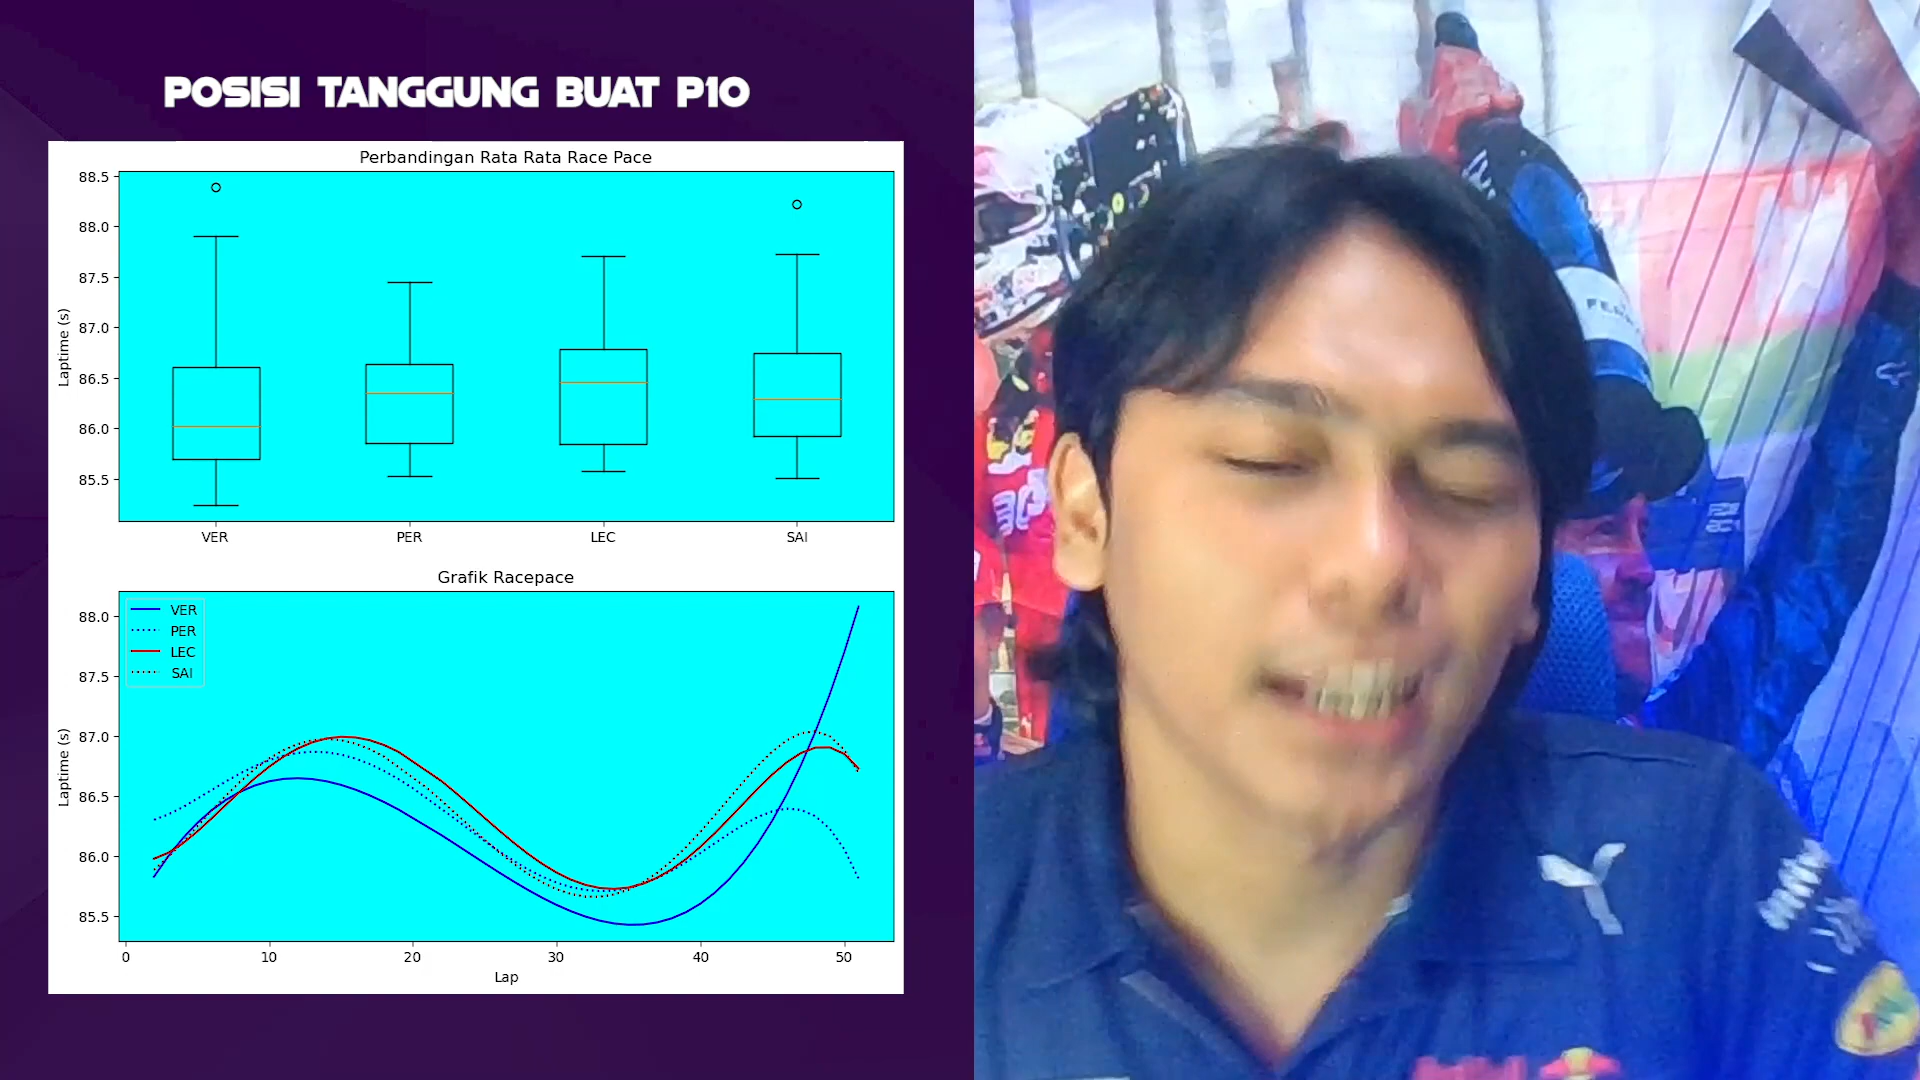 POSISI TANGGUNG BUAT P10
Perbandingan Rata Rata Race Pace
88.5
88.0
87.5
87.0
86.5
86.0
85.5
Laptime (s)
VER
PER
LEC
SAI
Grafik Racepace
VER
PER
LEC
SAI
88.0
87.5
87.0
86.5
86.0
85.5
Laptime (s)
0
10
20
30
40
50
Lap